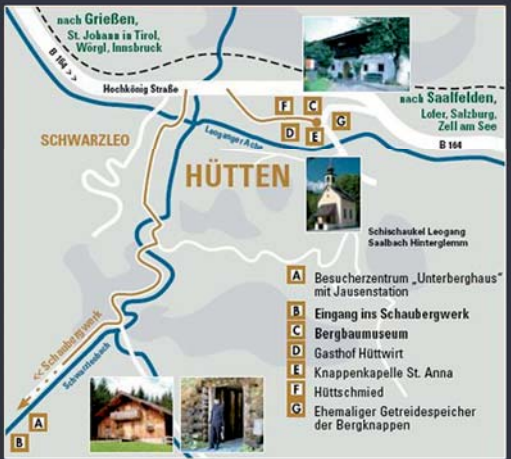 nach Grießen,
St. Johann in Tirol,
Wörgl, Innsbruck
B 164 >>
Hochkönig Straße
nach Saalfelden,
Lofer, Salzburg,
Zell am See
B 164
SCHWARZLEO
Leoganger Ache
F C
G
D E
HÜTTEN
Schischaukel Leogang
Saalbach Hinterglemm
A Besucherzentrum „Unterberghaus"
mit Jausenstation
B Eingang ins Schaubergwerk
C Bergbaumuseum
D Gasthof Hüttwirt
E Knappenkapelle St. Anna
F Hüttschmied
G Ehemaliger Getreidespeicher
der Bergknappen
<< Schaubergwerk
Schwarzleobach
A
B